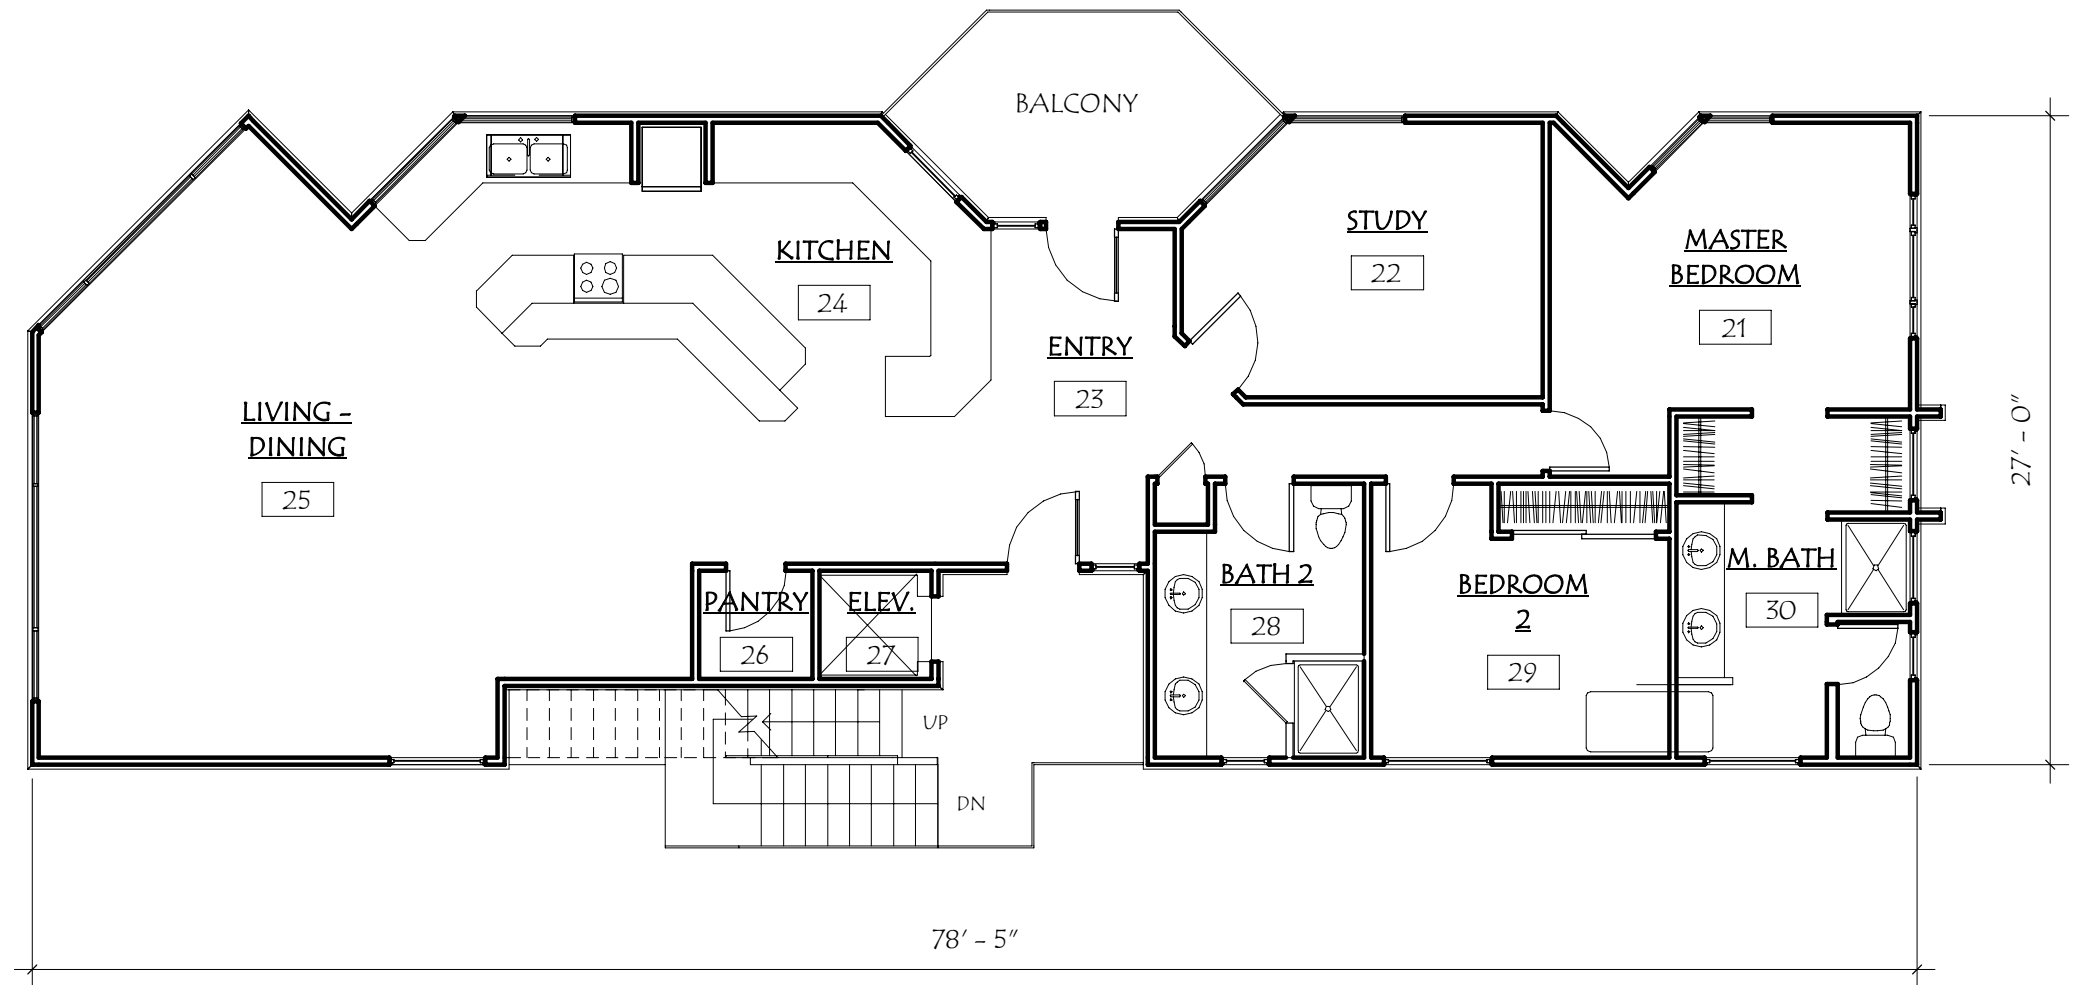 BALCONY
STUDY
22
MASTER
BEDROOM
21
KITCHEN
24
ENTRY
23
LIVING -
DINING
25
27' - 0"
PANTRY
26
ELEV.
27
BATH 2
28
BEDROOM
2
29
M. BATH
30
UP
DN
78' - 5"